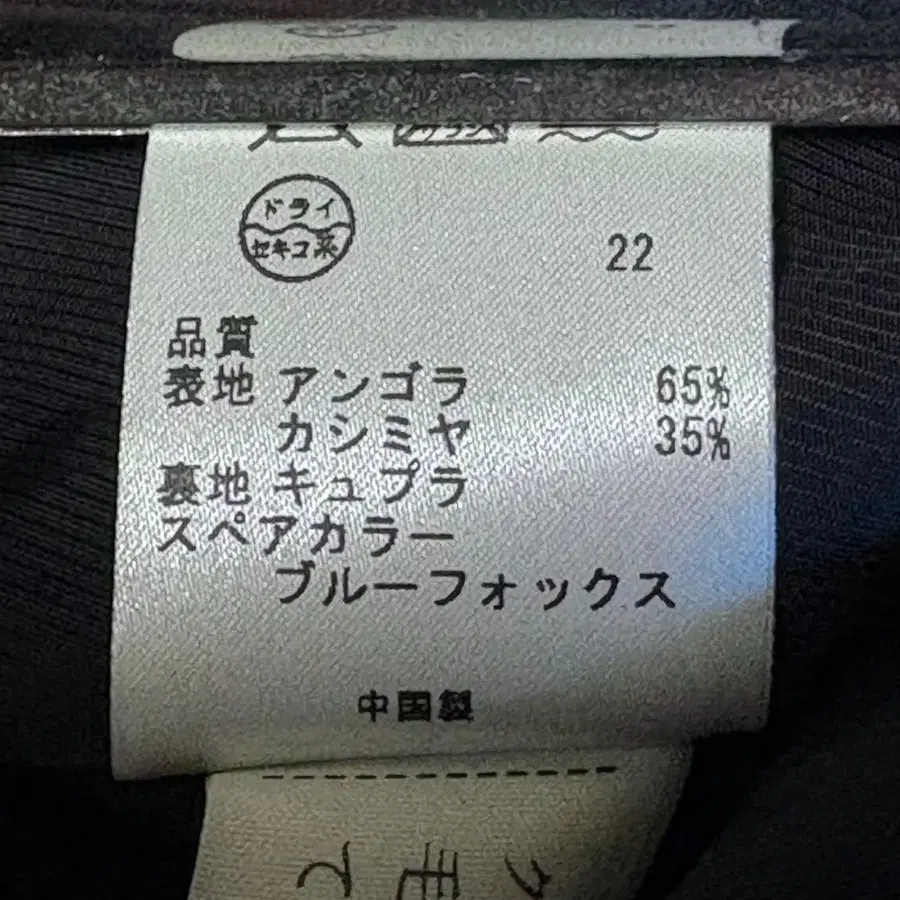 ドライ
セキユ系
22
品質
表地 アンゴラ 65%
カシミヤ 35%
裏地 キュプラ
スペアカラー
ブルーフォックス
中国製
毛
て